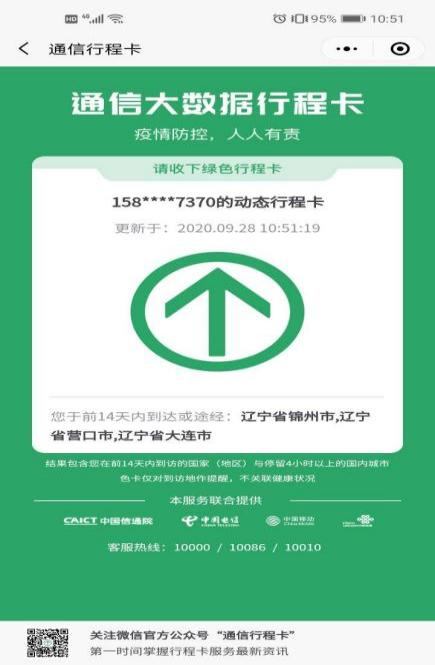 HD 4G 95% 10:51
通信行程卡
通信大数据行程卡
疫情防控，人人有责
请收下绿色行程卡
158****7370的动态行程卡
更新于：2020.09.28 10:51:19
您于前14天内到达或途经：辽宁省锦州市,辽宁
省营口市,辽宁省大连市
结果包含您在前14天内到访的国家（地区）与停留4小时以上的国内城市
色卡仅对到访地作提醒，不关联健康状况
本服务联合提供
CAICT 中国信通院 中国电信 CHINA TELECOM 中国移动 China Mobile
客服热线：10000 / 10086 / 10010
关注微信官方公众号“通信行程卡”
第一时间掌握行程卡服务最新资讯